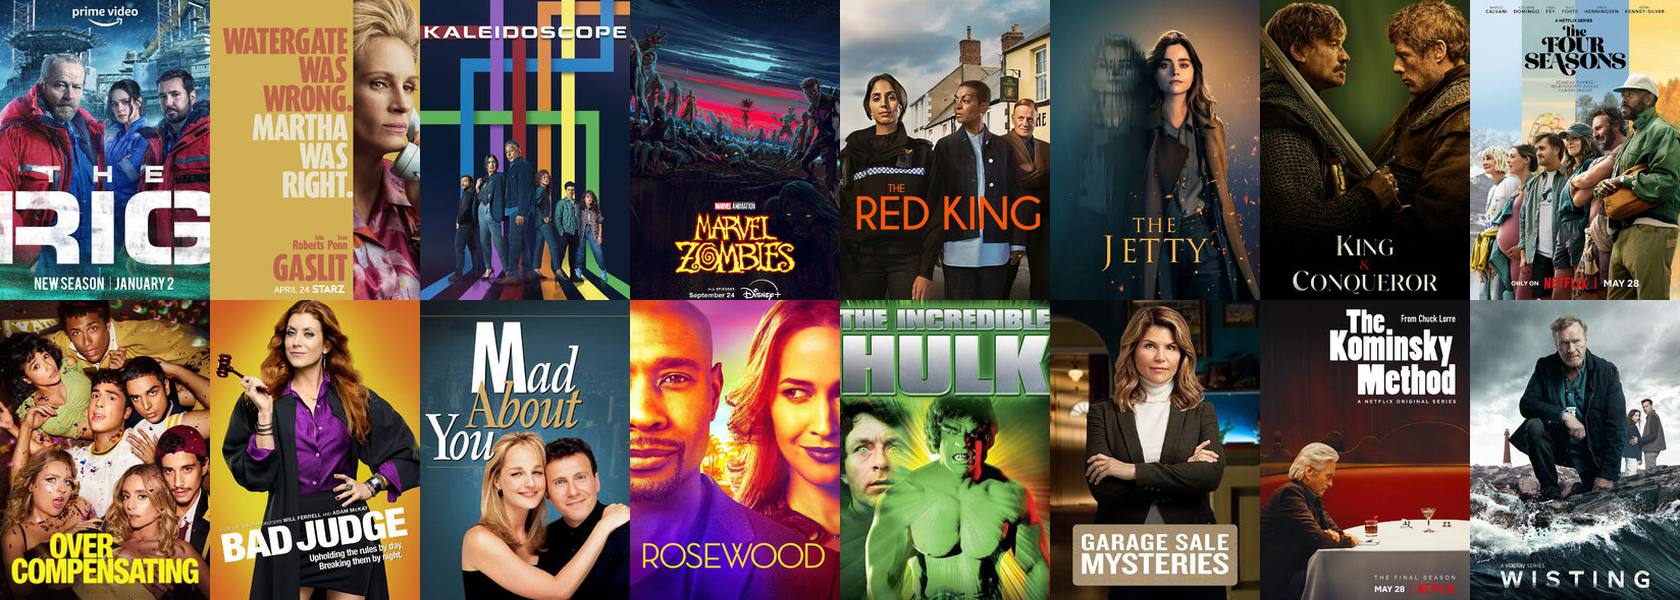 prime video
THE
RIG
NEW SEASON | JANUARY 2
WATERGATE
WAS
WRONG.
MARTHA
WAS
RIGHT.
Julia Sean
Roberts Penn
GASLIT
APRIL 24 STARZ
KALEIDOSCOPE
MARVEL ANIMATION
MARVEL
ZOMBIES
ALL EPISODES
September 24 Disney+
THE
RED KING
THE
JETTY
KING
&
CONQUEROR
A NETFLIX SERIES
The
FOUR
SEASONS
ONLY ON NETFLIX | MAY 28
OVER
COMPENSATING
WILL FERRELL AND ADAM McKAY
BAD JUDGE
Upholding the rules by day.
Breaking them by night.
Mad
About
You
ROSEWOOD
THE INCREDIBLE
HULK
GARAGE SALE
MYSTERIES
The
Kominsky
Method
From Chuck Lorre
A NETFLIX ORIGINAL SERIES
THE FINAL SEASON
MAY 28 | NETFLIX
A viaplay SERIES
WISTING